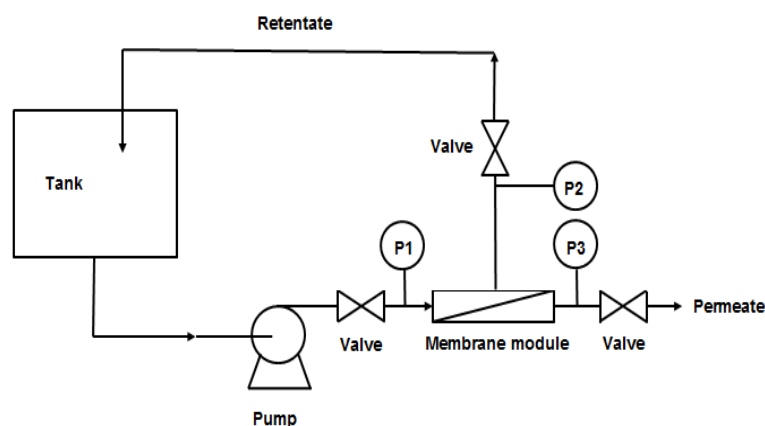 Retentate
Valve
Tank
P2
P1
P3
Permeate
Valve
Membrane module
Valve
Pump